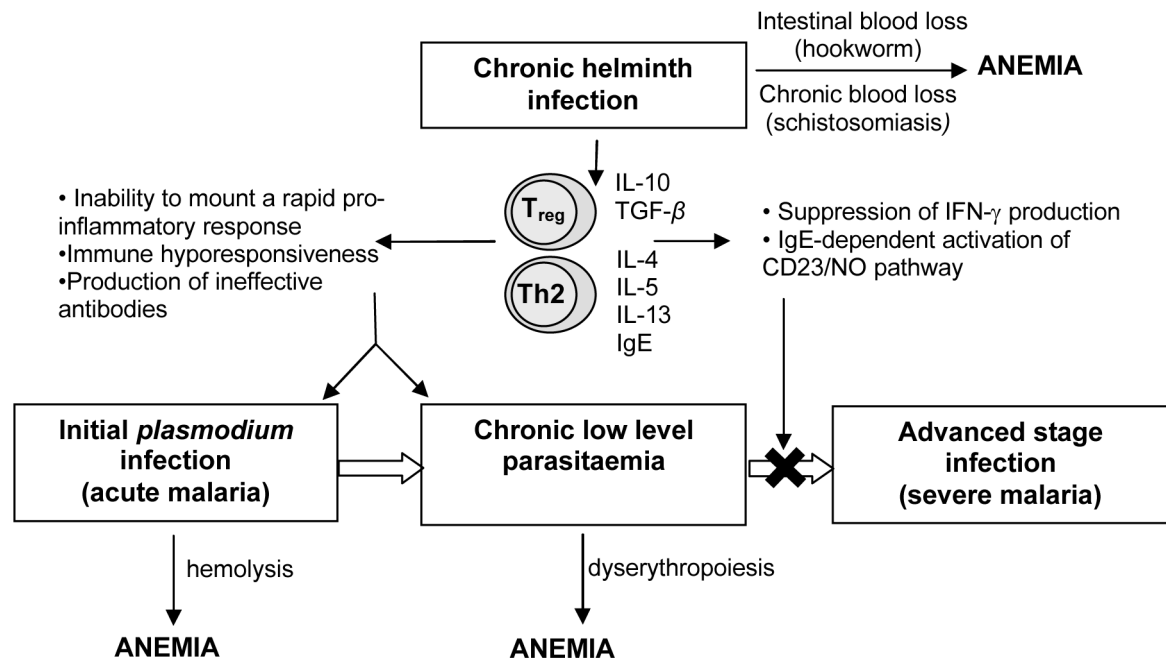 Intestinal blood loss
(hookworm)
Chronic helminth
infection
ANEMIA
Chronic blood loss
(schistosomiasis)
• Inability to mount a rapid pro-
inflammatory response
•Immune hyporesponsiveness
•Production of ineffective
antibodies
Treg
IL-10
TGF-β
Th2
IL-4
IL-5
IL-13
IgE
• Suppression of IFN-γ production
• IgE-dependent activation of
CD23/NO pathway
Initial plasmodium
infection
(acute malaria)
Chronic low level
parasitaemia
Advanced stage
infection
(severe malaria)
hemolysis
dyserythropoiesis
ANEMIA
ANEMIA